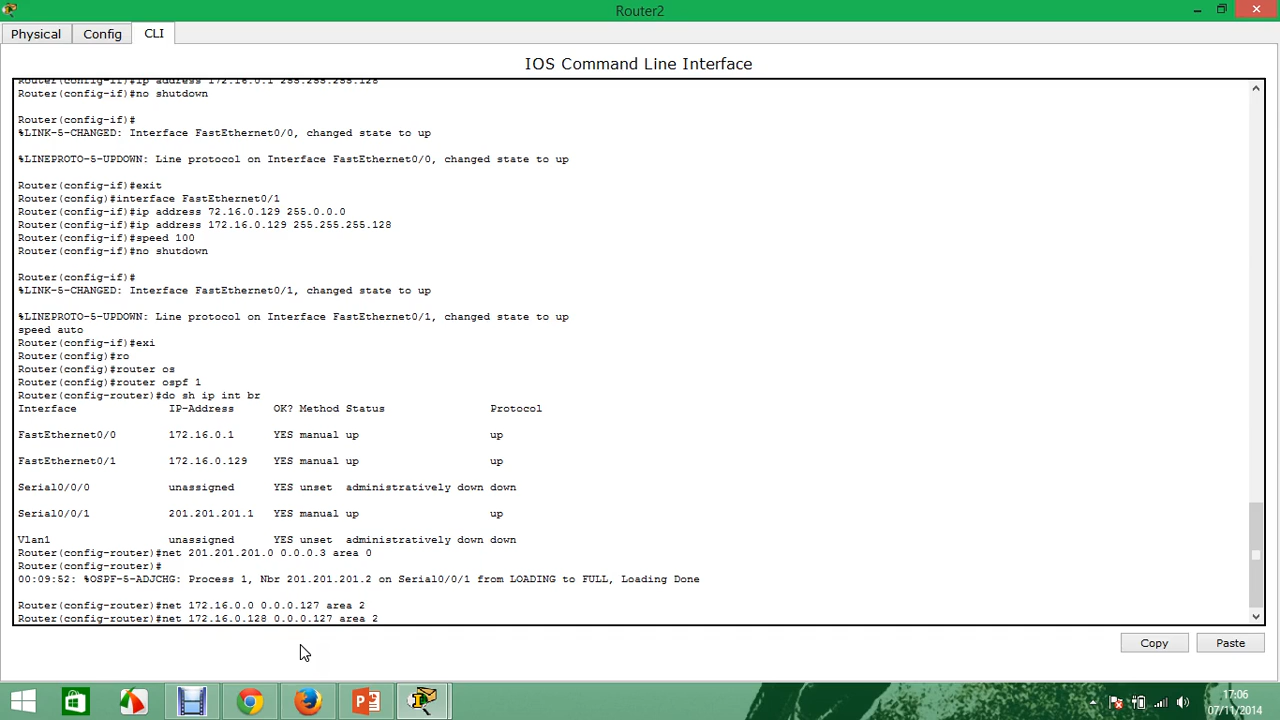 Router2
Physical
Config
CLI
IOS Command Line Interface
Router(config-if)#ip address 172.16.0.1 255.255.255.128
Router(config-if)#no shutdown
Router(config-if)#
%LINK-5-CHANGED: Interface FastEthernet0/0, changed state to up
%LINEPROTO-5-UPDOWN: Line protocol on Interface FastEthernet0/0, changed state to up
Router(config-if)#exit
Router(config)#interface FastEthernet0/1
Router(config-if)#ip address 72.16.0.129 255.0.0.0
Router(config-if)#ip address 172.16.0.129 255.255.255.128
Router(config-if)#speed 100
Router(config-if)#no shutdown
Router(config-if)#
%LINK-5-CHANGED: Interface FastEthernet0/1, changed state to up
%LINEPROTO-5-UPDOWN: Line protocol on Interface FastEthernet0/1, changed state to up
speed auto
Router(config-if)#exi
Router(config)#ro
Router(config)#router os
Router(config)#router ospf 1
Router(config-router)#do sh ip int br
Interface IP-Address OK? Method Status Protocol
FastEthernet0/0 172.16.0.1 YES manual up up
FastEthernet0/1 172.16.0.129 YES manual up up
Serial0/0/0 unassigned YES unset administratively down down
Serial0/0/1 201.201.201.1 YES manual up up
Vlan1 unassigned YES unset administratively down down
Router(config-router)#net 201.201.201.0 0.0.0.3 area 0
Router(config-router)#
00:09:52: %OSPF-5-ADJCHG: Process 1, Nbr 201.201.201.2 on Serial0/0/1 from LOADING to FULL, Loading Done
Router(config-router)#net 172.16.0.0 0.0.0.127 area 2
Router(config-router)#net 172.16.0.128 0.0.0.127 area 2
Copy
Paste
17:06
07/11/2014